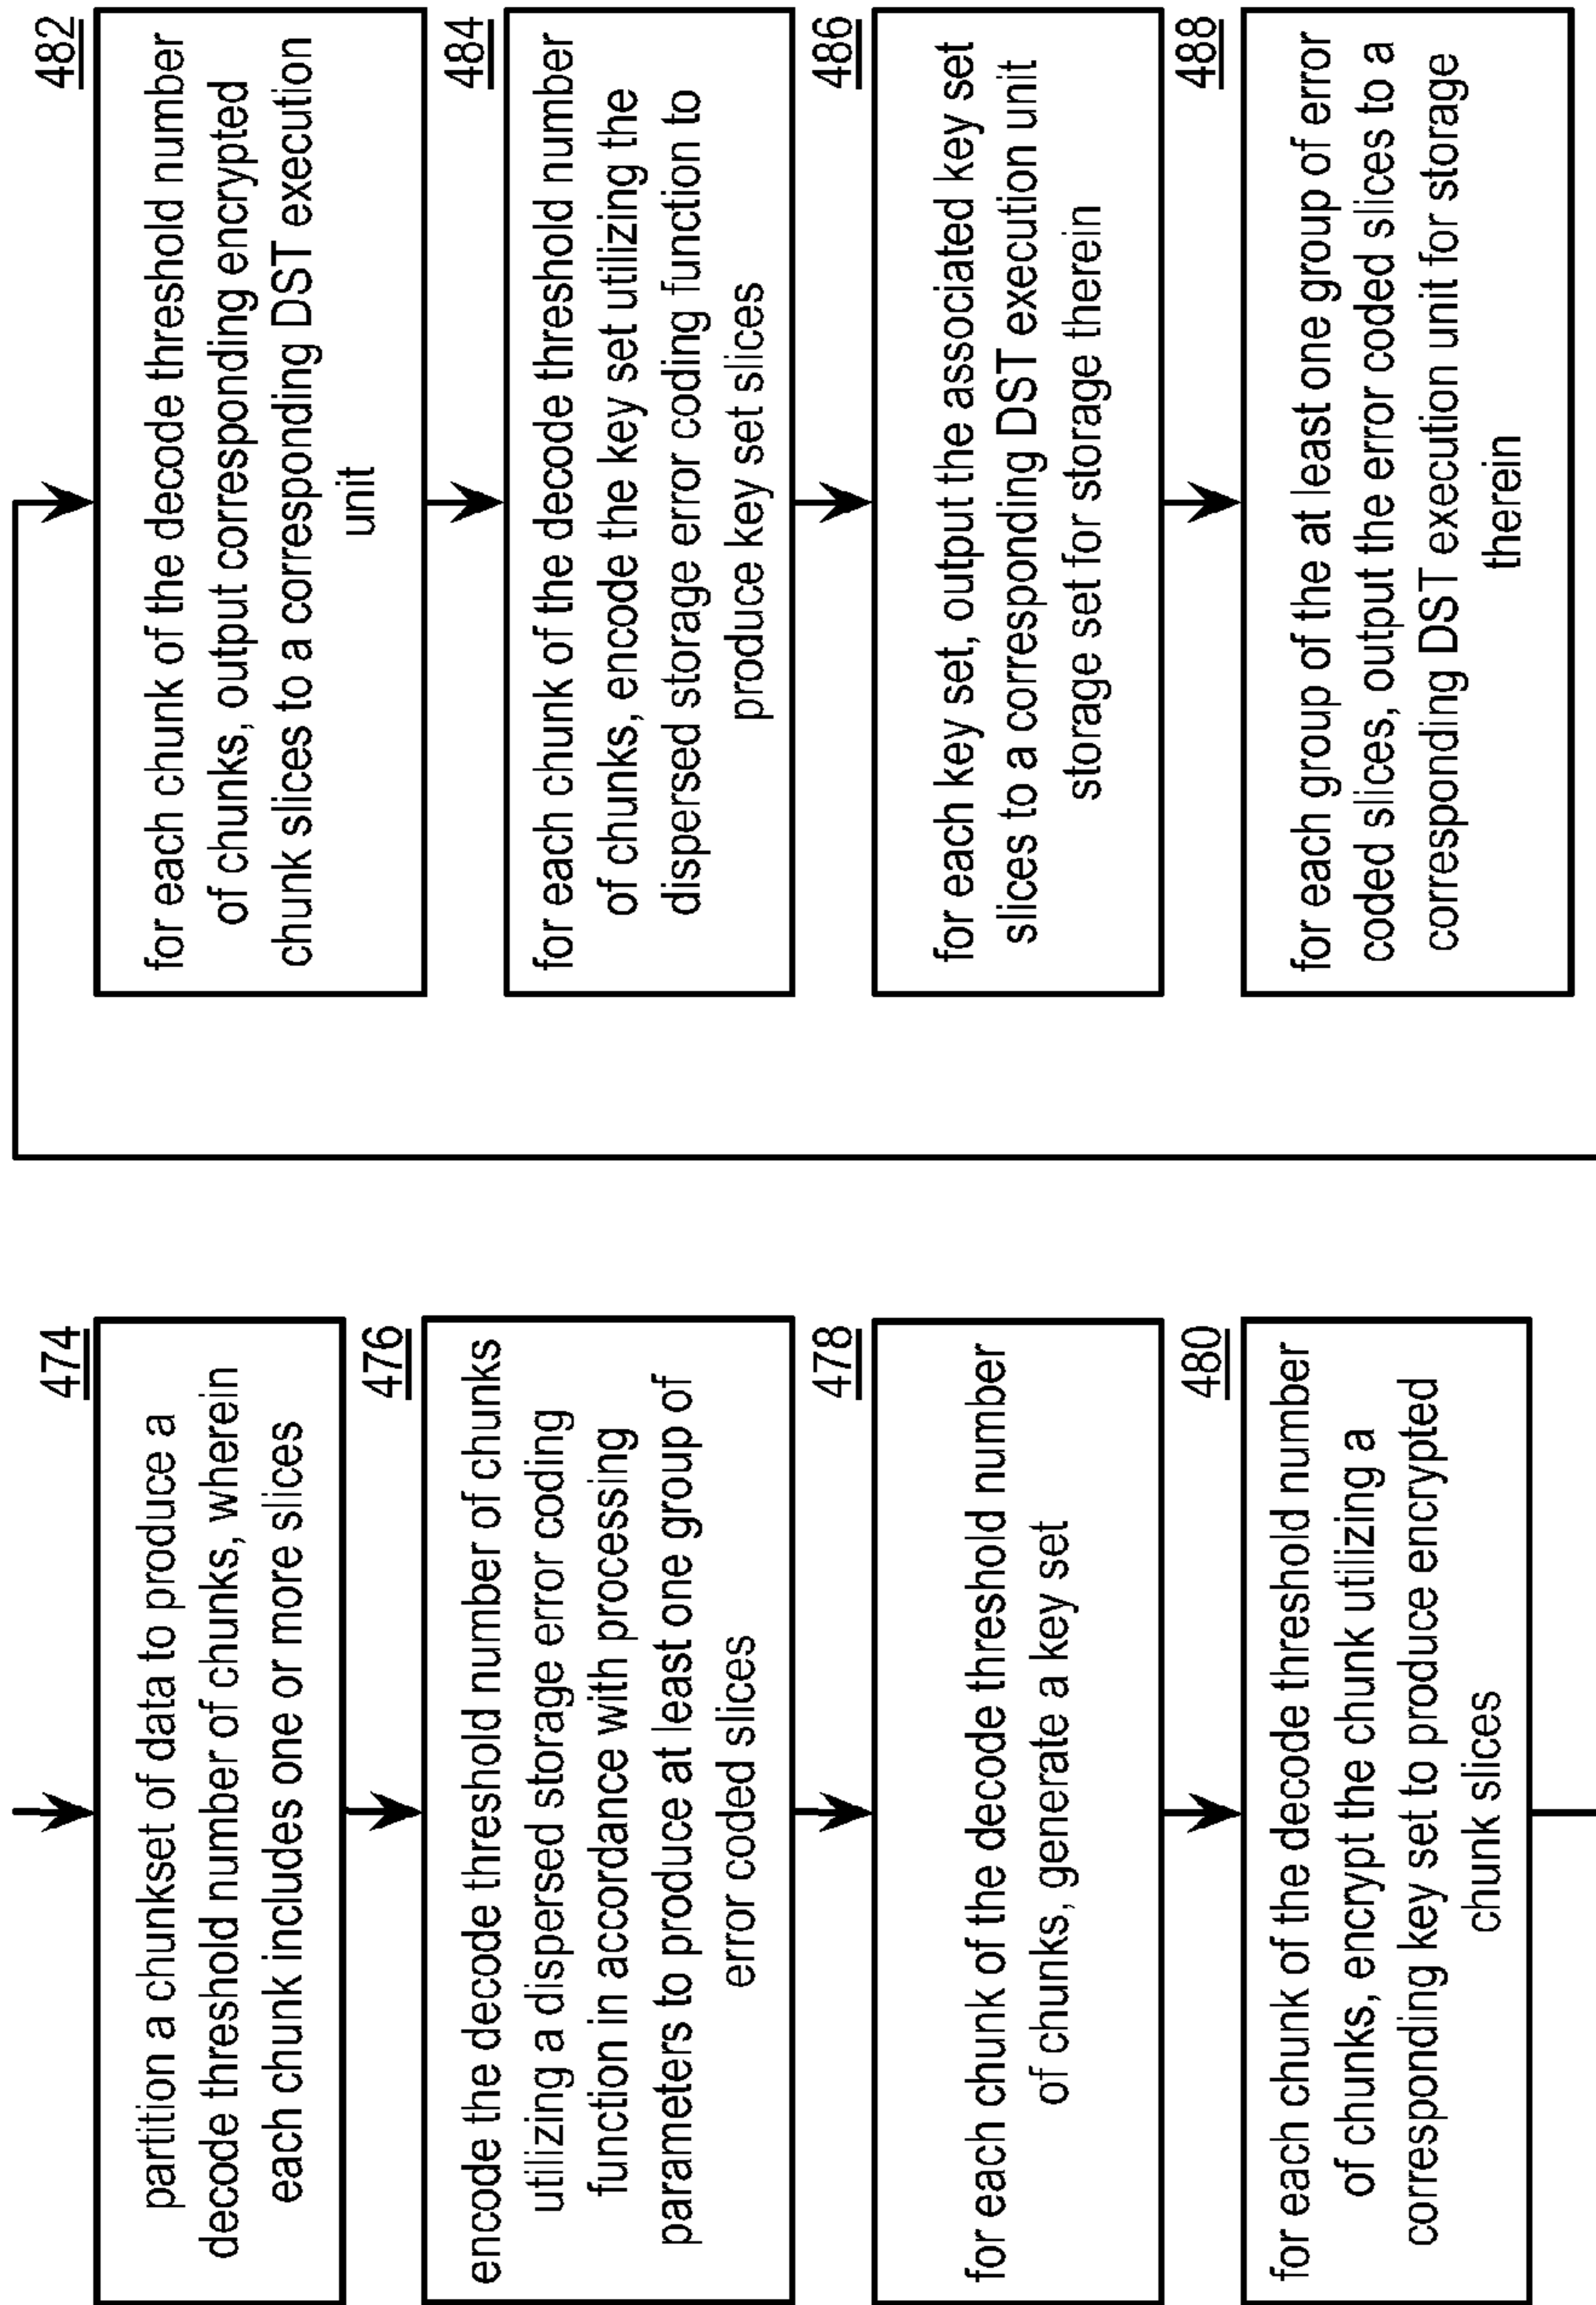 474
partition a chunkset of data to produce a
decode threshold number of chunks, wherein
each chunk includes one or more slices
476
encode the decode threshold number of chunks
utilizing a dispersed storage error coding
function in accordance with processing
parameters to produce at least one group of
error coded slices
478
for each chunk of the decode threshold number
of chunks, generate a key set
480
for each chunk of the decode threshold number
of chunks, encrypt the chunk utilizing a
corresponding key set to produce encrypted
chunk slices
482
for each chunk of the decode threshold number
of chunks, output corresponding encrypted
chunk slices to a corresponding DST execution
unit
484
for each chunk of the decode threshold number
of chunks, encode the key set utilizing the
dispersed storage error coding function to
produce key set slices
486
for each key set, output the associated key set
slices to a corresponding DST execution unit
storage set for storage therein
488
for each group of the at least one group of error
coded slices, output the error coded slices to a
corresponding DST execution unit for storage
therein